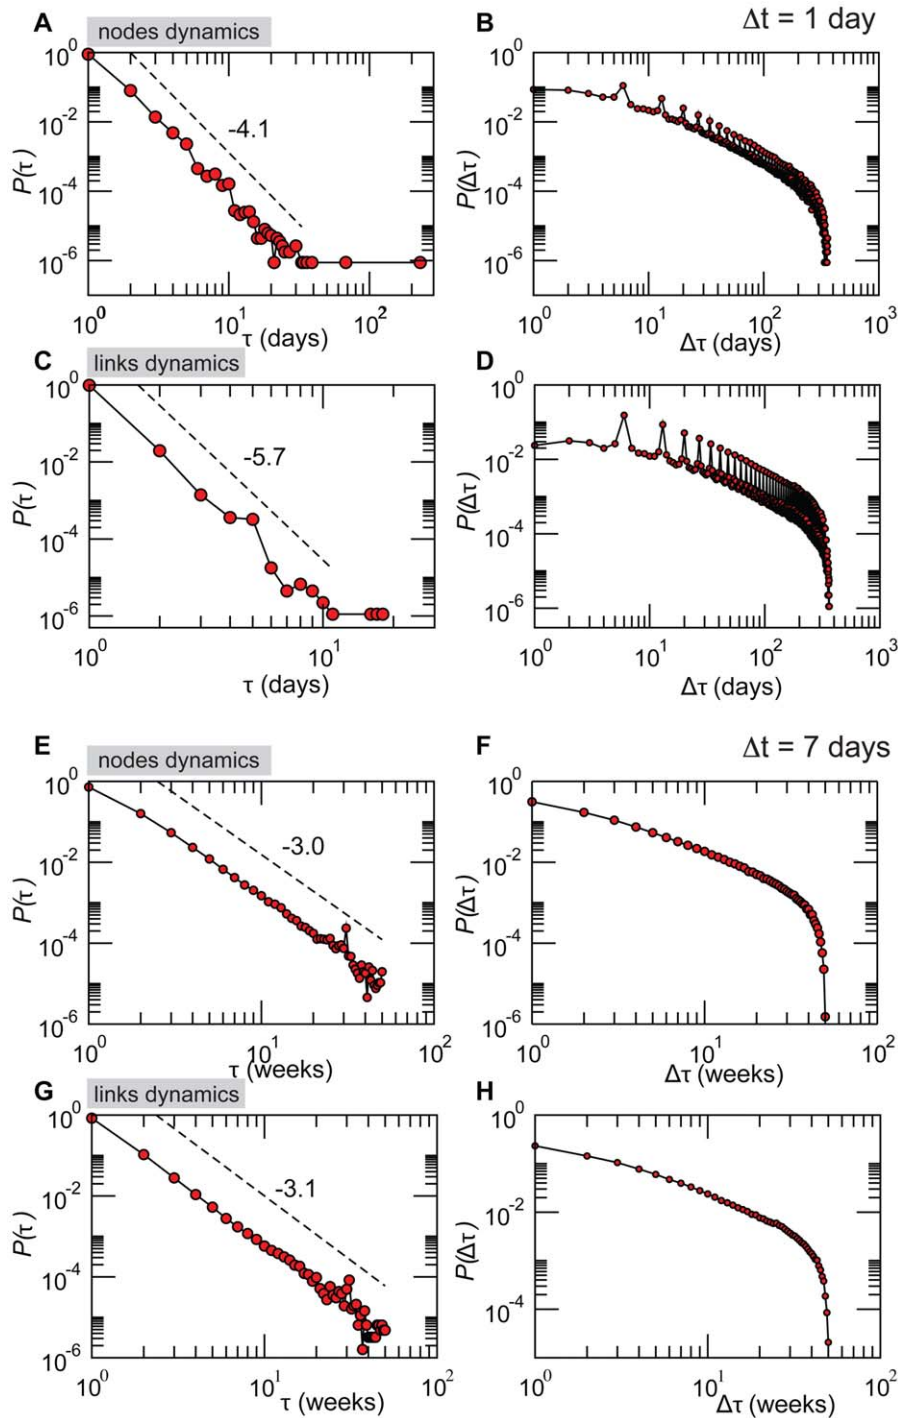 A
nodes dynamics
B
Δt = 1 day
10^0
10^-2
10^-4
10^-6
P(τ)
-4.1
10^0
10^1
10^2
τ (days)
10^0
10^-2
10^-4
10^-6
P(Δτ)
10^0
10^1
10^2
10^3
Δτ (days)
C
links dynamics
D
10^0
10^-2
10^-4
10^-6
P(τ)
-5.7
10^0
10^1
τ (days)
10^0
10^-2
10^-4
10^-6
P(Δτ)
10^0
10^1
10^2
10^3
Δτ (days)
E
nodes dynamics
F
Δt = 7 days
10^0
10^-2
10^-4
10^-6
P(τ)
-3.0
10^0
10^1
10^2
τ (weeks)
10^0
10^-2
10^-4
10^-6
P(Δτ)
10^0
10^1
10^2
Δτ (weeks)
G
links dynamics
H
10^0
10^-2
10^-4
10^-6
P(τ)
-3.1
10^0
10^1
10^2
τ (weeks)
10^0
10^-2
10^-4
P(Δτ)
10^0
10^1
10^2
Δτ (weeks)